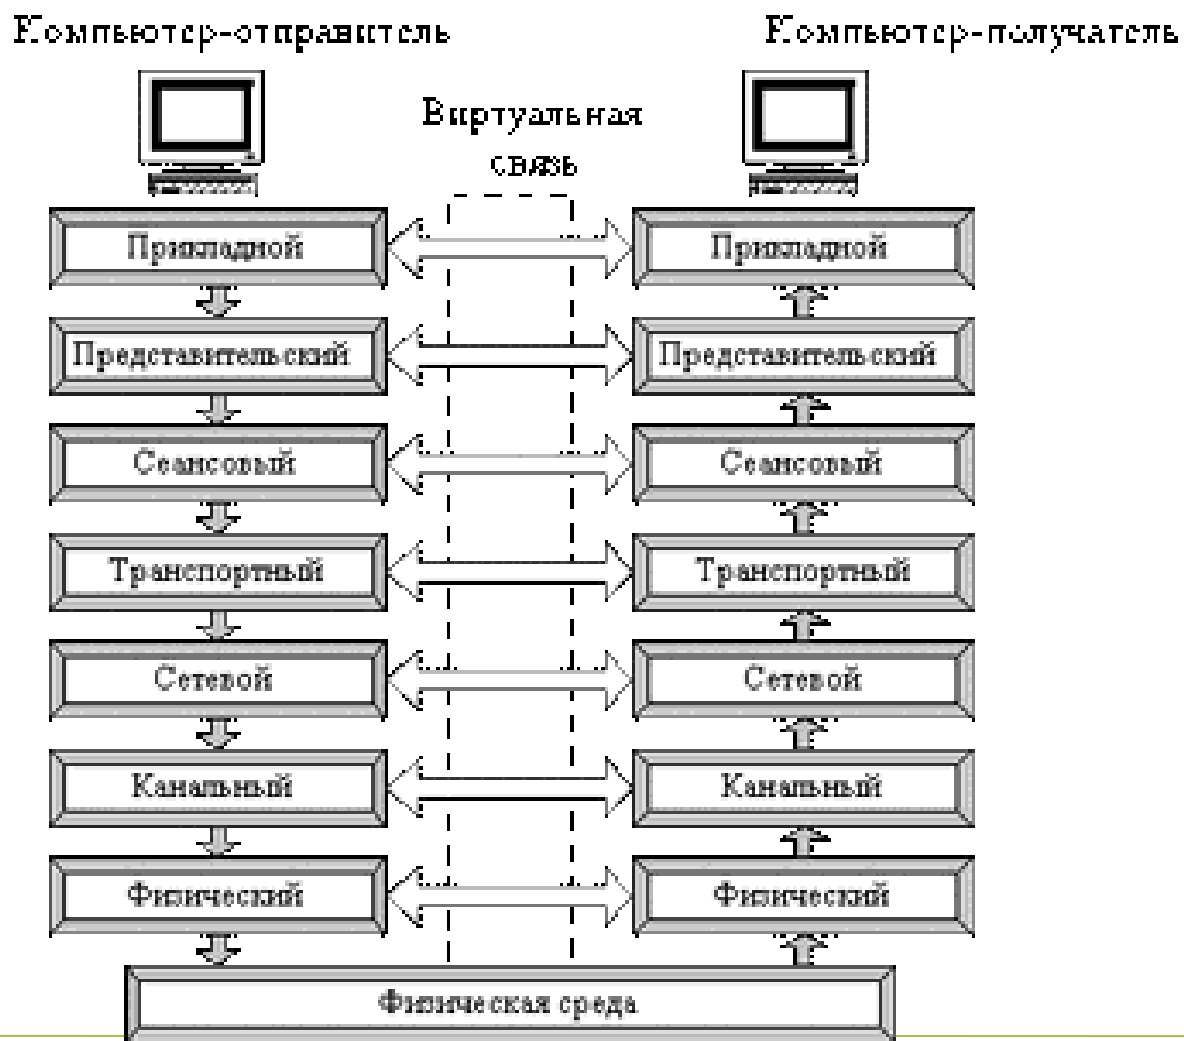 Компьютер-отправитель
Компьютер-получатель
Виртуальная
связь
Прикладной
Прикладной
Представительский
Представительский
Сеансовый
Сеансовый
Транспортный
Транспортный
Сетевой
Сетевой
Канальный
Канальный
Физический
Физический
Физическая среда